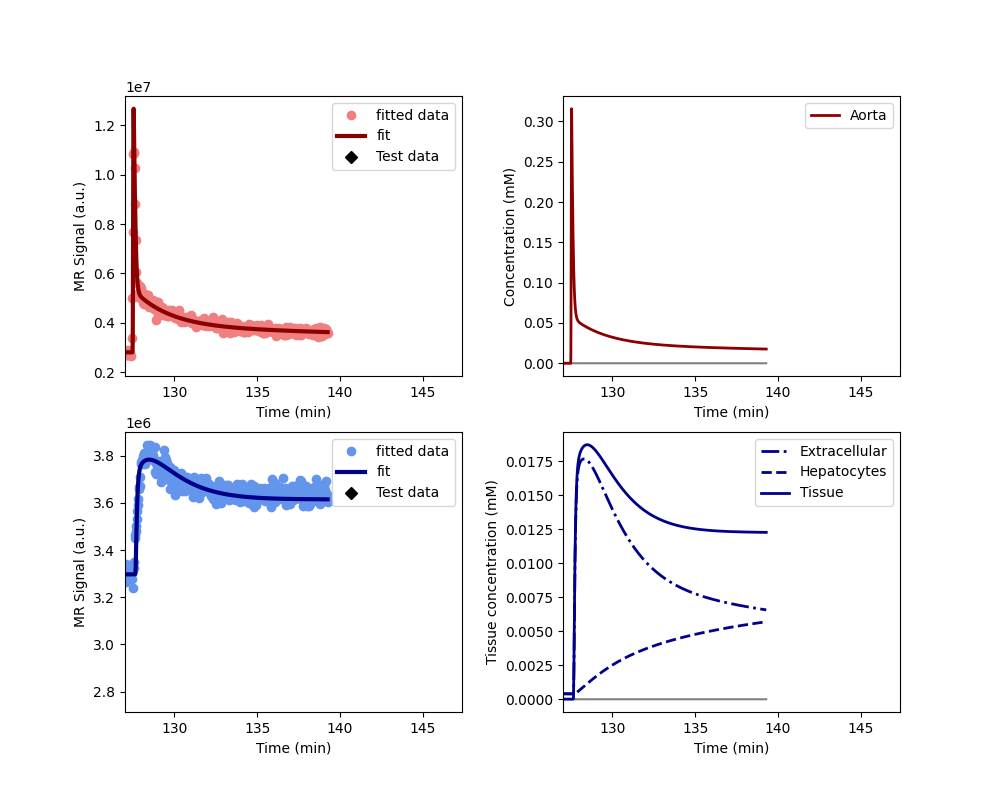 1e7
MR Signal (a.u.)
1.2
1.0
0.8
0.6
0.4
0.2
130
135
140
145
Time (min)
fitted data
fit
Test data
Concentration (mM)
0.30
0.25
0.20
0.15
0.10
0.05
0.00
130
135
140
145
Time (min)
Aorta
1e6
MR Signal (a.u.)
3.8
3.6
3.4
3.2
3.0
2.8
130
135
140
145
Time (min)
fitted data
fit
Test data
Tissue concentration (mM)
0.0175
0.0150
0.0125
0.0100
0.0075
0.0050
0.0025
0.0000
130
135
140
145
Time (min)
Extracellular
Hepatocytes
Tissue